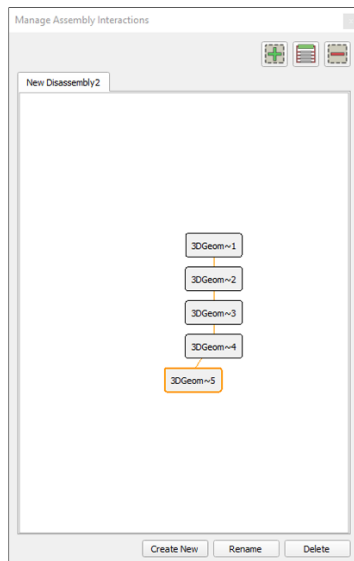 Manage Assembly Interactions
New Disassembly2
3DGeom~1
3DGeom~2
3DGeom~3
3DGeom~4
3DGeom~5
Create New Rename Delete